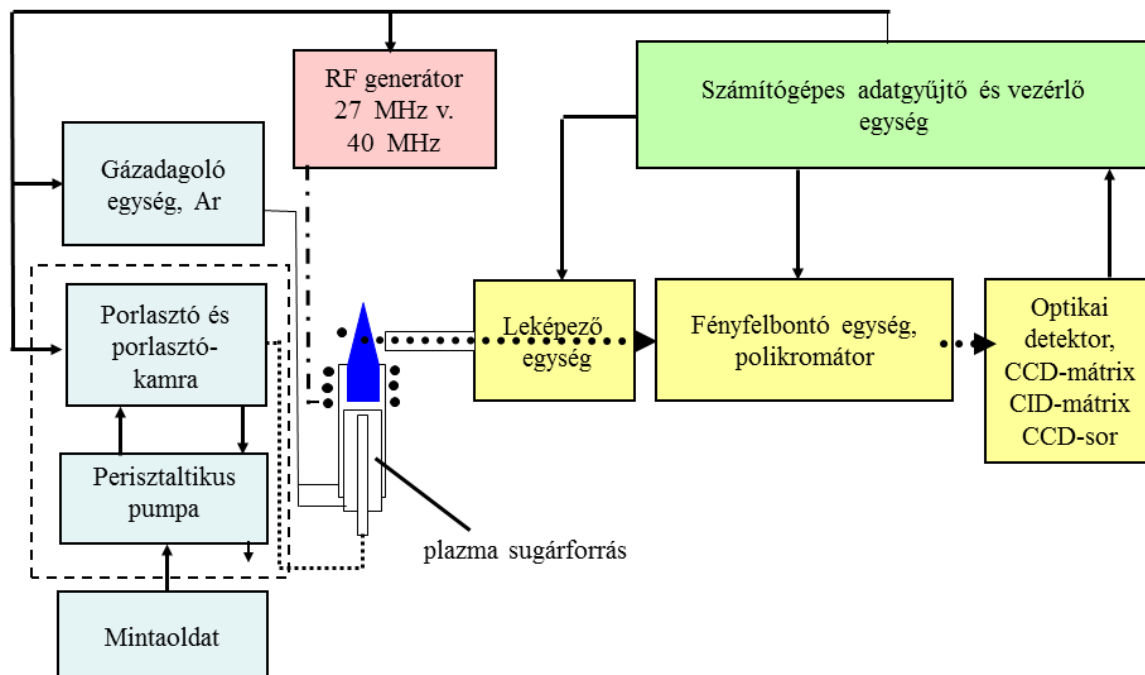 RF generátor
27 MHz v.
40 MHz
Számítógépes adatgyűjtő és vezérlő
egység
Gázadagoló
egység, Ar
Porlasztó és
porlasztó-
kamra
Leképező
egység
Fényfelbontó egység,
polikromátor
Optikai
detektor,
CCD-mátrix
CID-mátrix
CCD-sor
Perisztaltikus
pumpa
plazma sugárforrás
Mintaoldat